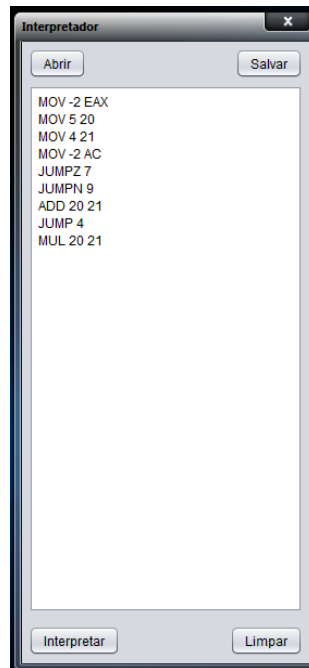 Interpretador
x
Abrir
Salvar
MOV -2 EAX
MOV 5 20
MOV 4 21
MOV -2 AC
JUMPZ 7
JUMPN 9
ADD 20 21
JUMP 4
MUL 20 21
Interpretar
Limpar